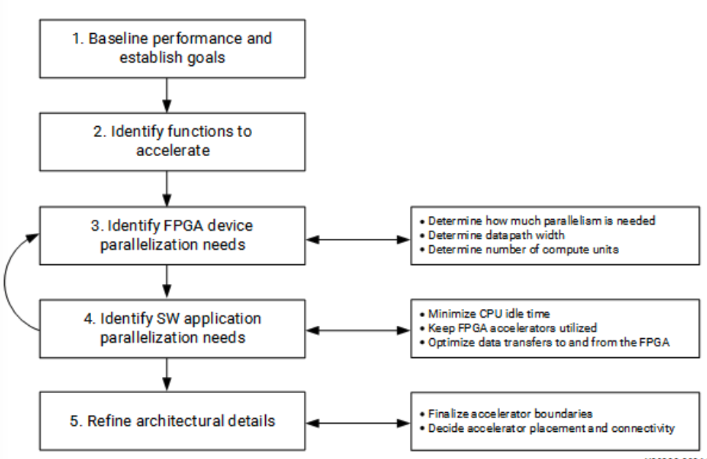 1. Baseline performance and
establish goals
2. Identify functions to
accelerate
3. Identify FPGA device
parallelization needs
• Determine how much parallelism is needed
• Determine datapath width
• Determine number of compute units
4. Identify SW application
parallelization needs
• Minimize CPU idle time
• Keep FPGA accelerators utilized
• Optimize data transfers to and from the FPGA
5. Refine architectural details
• Finalize accelerator boundaries
• Decide accelerator placement and connectivity